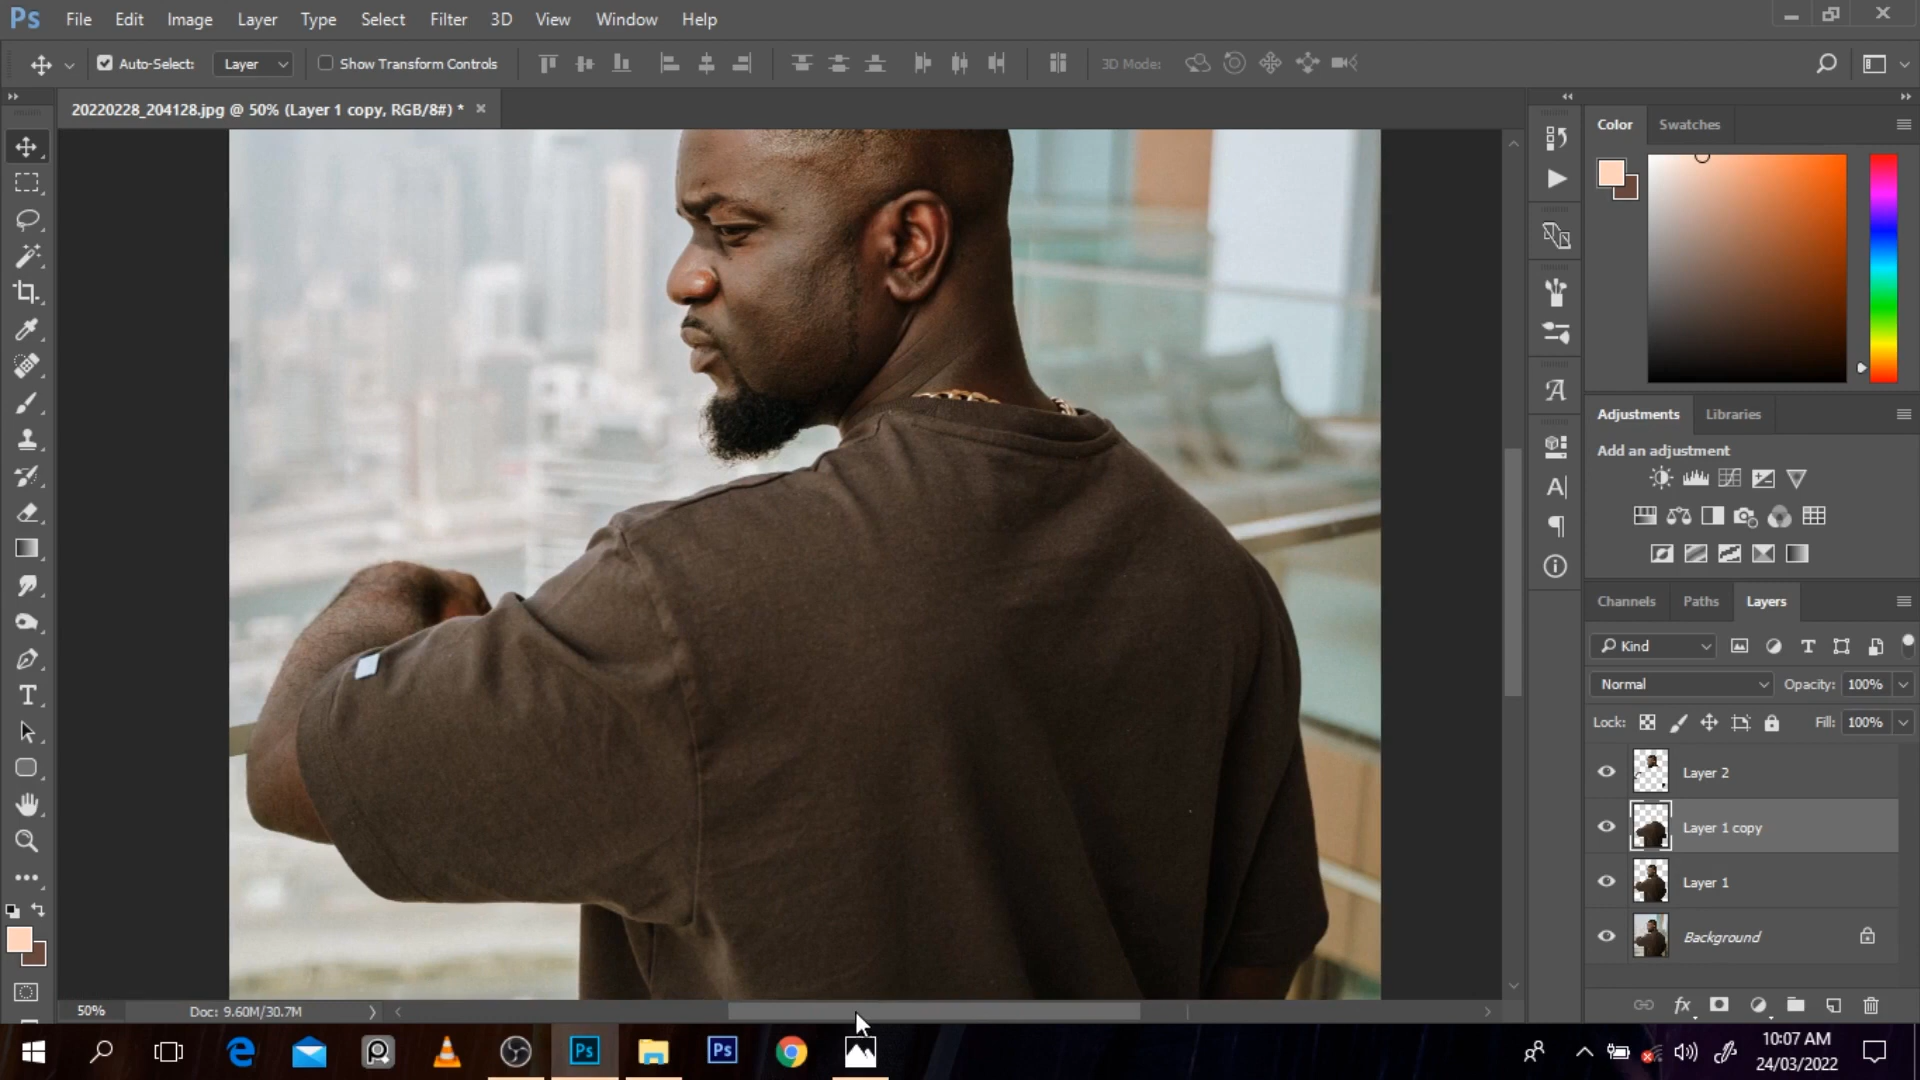 Ps File Edit Image Layer Type Select Filter 3D View Window Help
Auto-Select: Layer Show Transform Controls 3D Mode:
20220228_204128.jpg @ 50% (Layer 1 copy, RGB/8#) *
Color Swatches
Adjustments Libraries
Add an adjustment
Channels Paths Layers
Kind
Normal Opacity: 100%
Lock: Fill: 100%
Layer 2
Layer 1 copy
Layer 1
Background
50% Doc: 9.60M/30.7M
Ps Ps
10:07 AM
24/03/2022